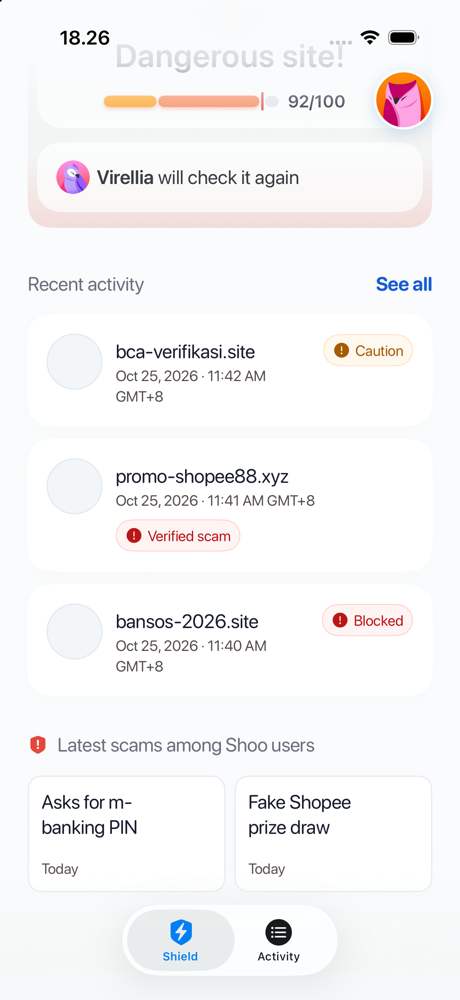 18.26
Dangerous site!
92/100
Virellia will check it again
Recent activity
See all
bca-verifikasi.site
Caution
Oct 25, 2026 · 11:42 AM
GMT+8
promo-shopee88.xyz
Oct 25, 2026 · 11:41 AM GMT+8
Verified scam
bansos-2026.site
Blocked
Oct 25, 2026 · 11:40 AM
GMT+8
Latest scams among Shoo users
Asks for m-
banking PIN
Today
Fake Shopee
prize draw
Today
Shield
Activity